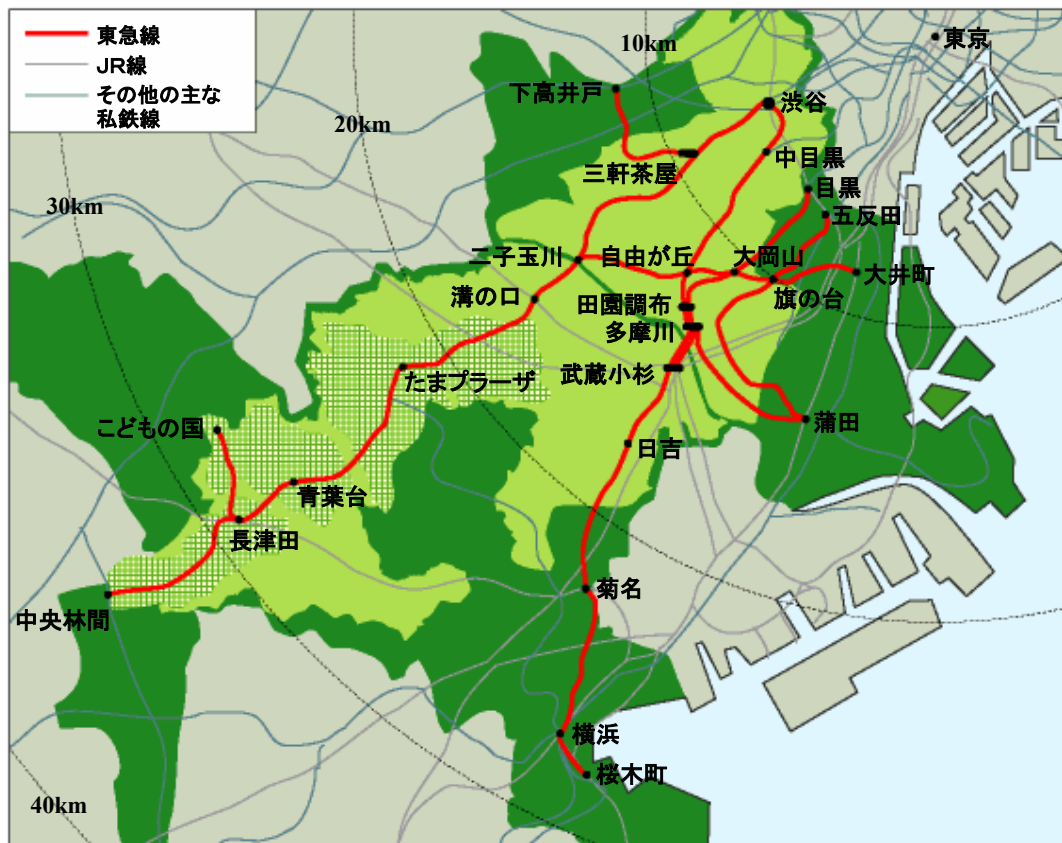 東急線
JR線
その他の主な
私鉄線
10km
20km
30km
40km
東京
下高井戸
渋谷
三軒茶屋
中目黒
目黒
五反田
二子玉川
自由が丘
大岡山
大井町
溝の口
田園調布
旗の台
多摩川
武蔵小杉
たまプラーザ
蒲田
こどもの国
日吉
青葉台
長津田
菊名
中央林間
横浜
桜木町